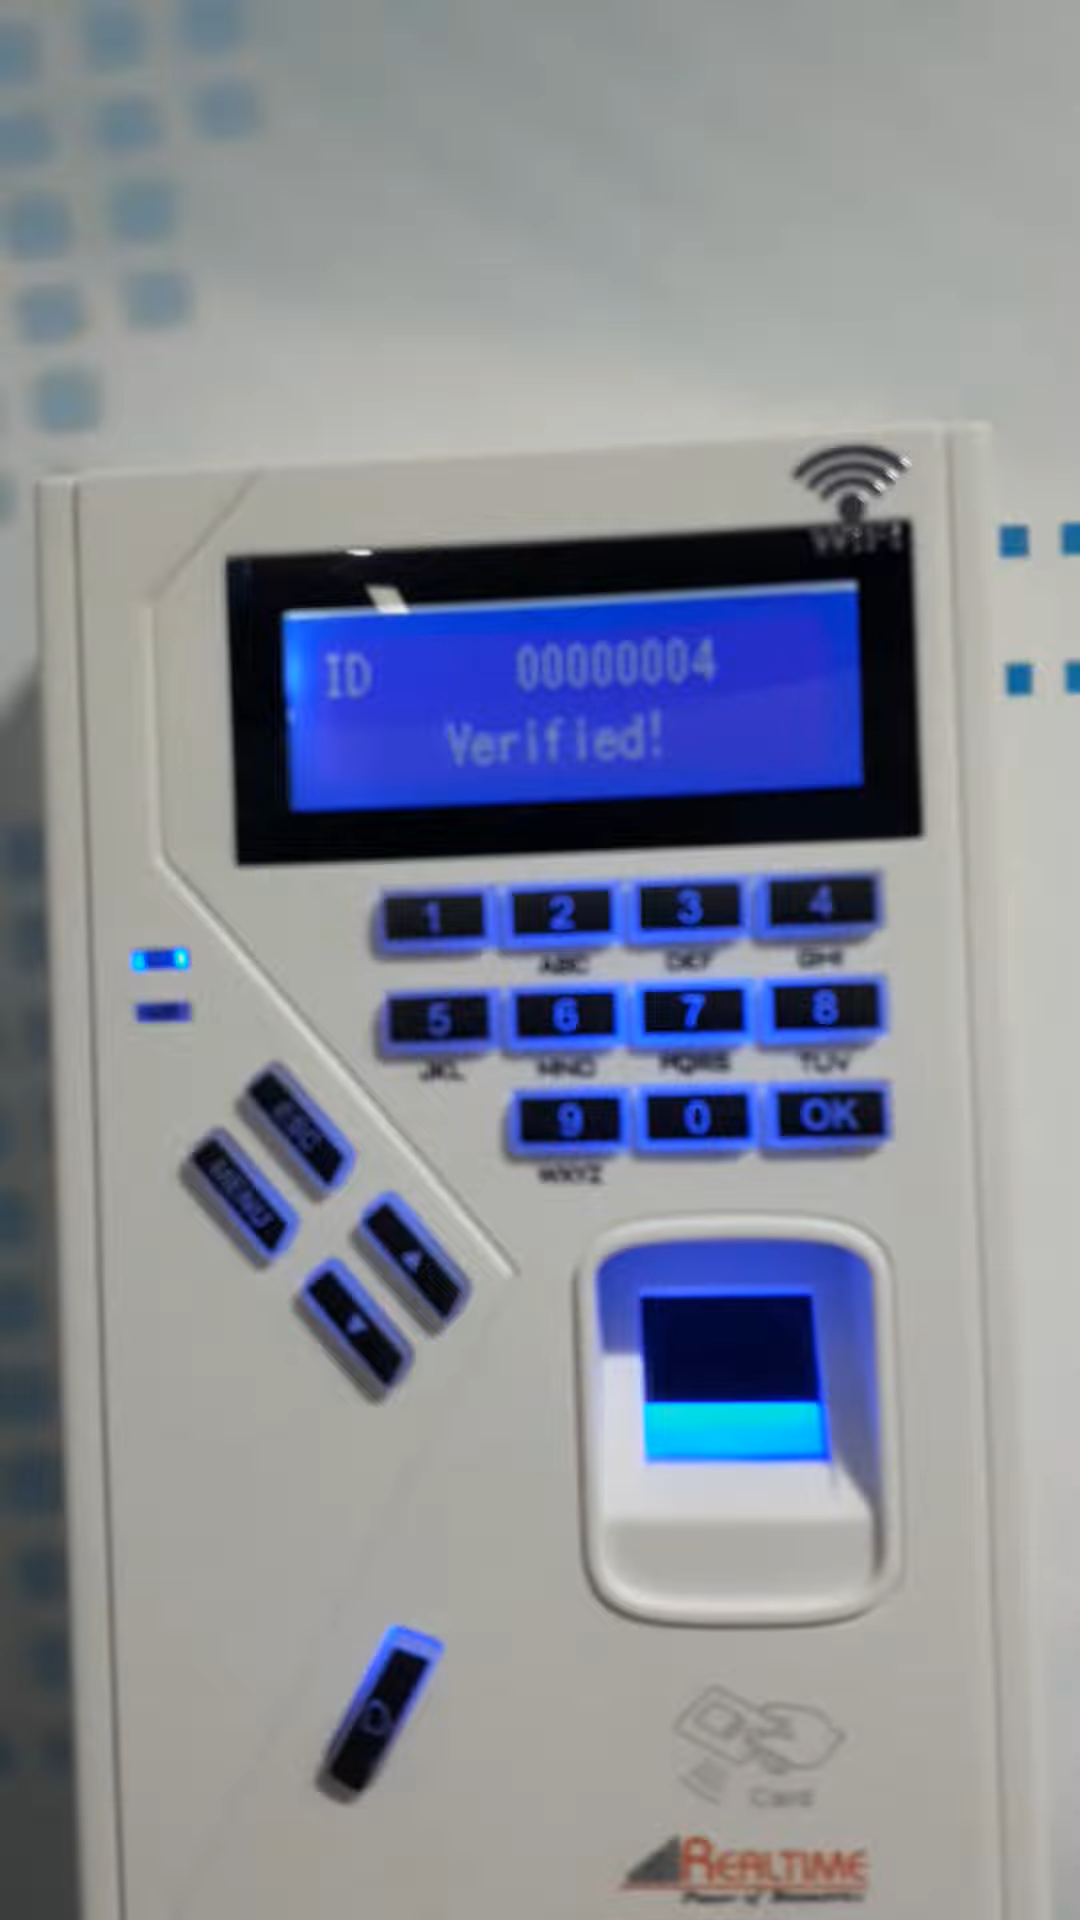 WIFI
ID 00000004
Verified!
1 2 3 4
ABC DEF GHI
5 6 7 8
JKL MNO PQRS TUV
9 0 OK
WXYZ
ESC
MENU
Card
REALTIME